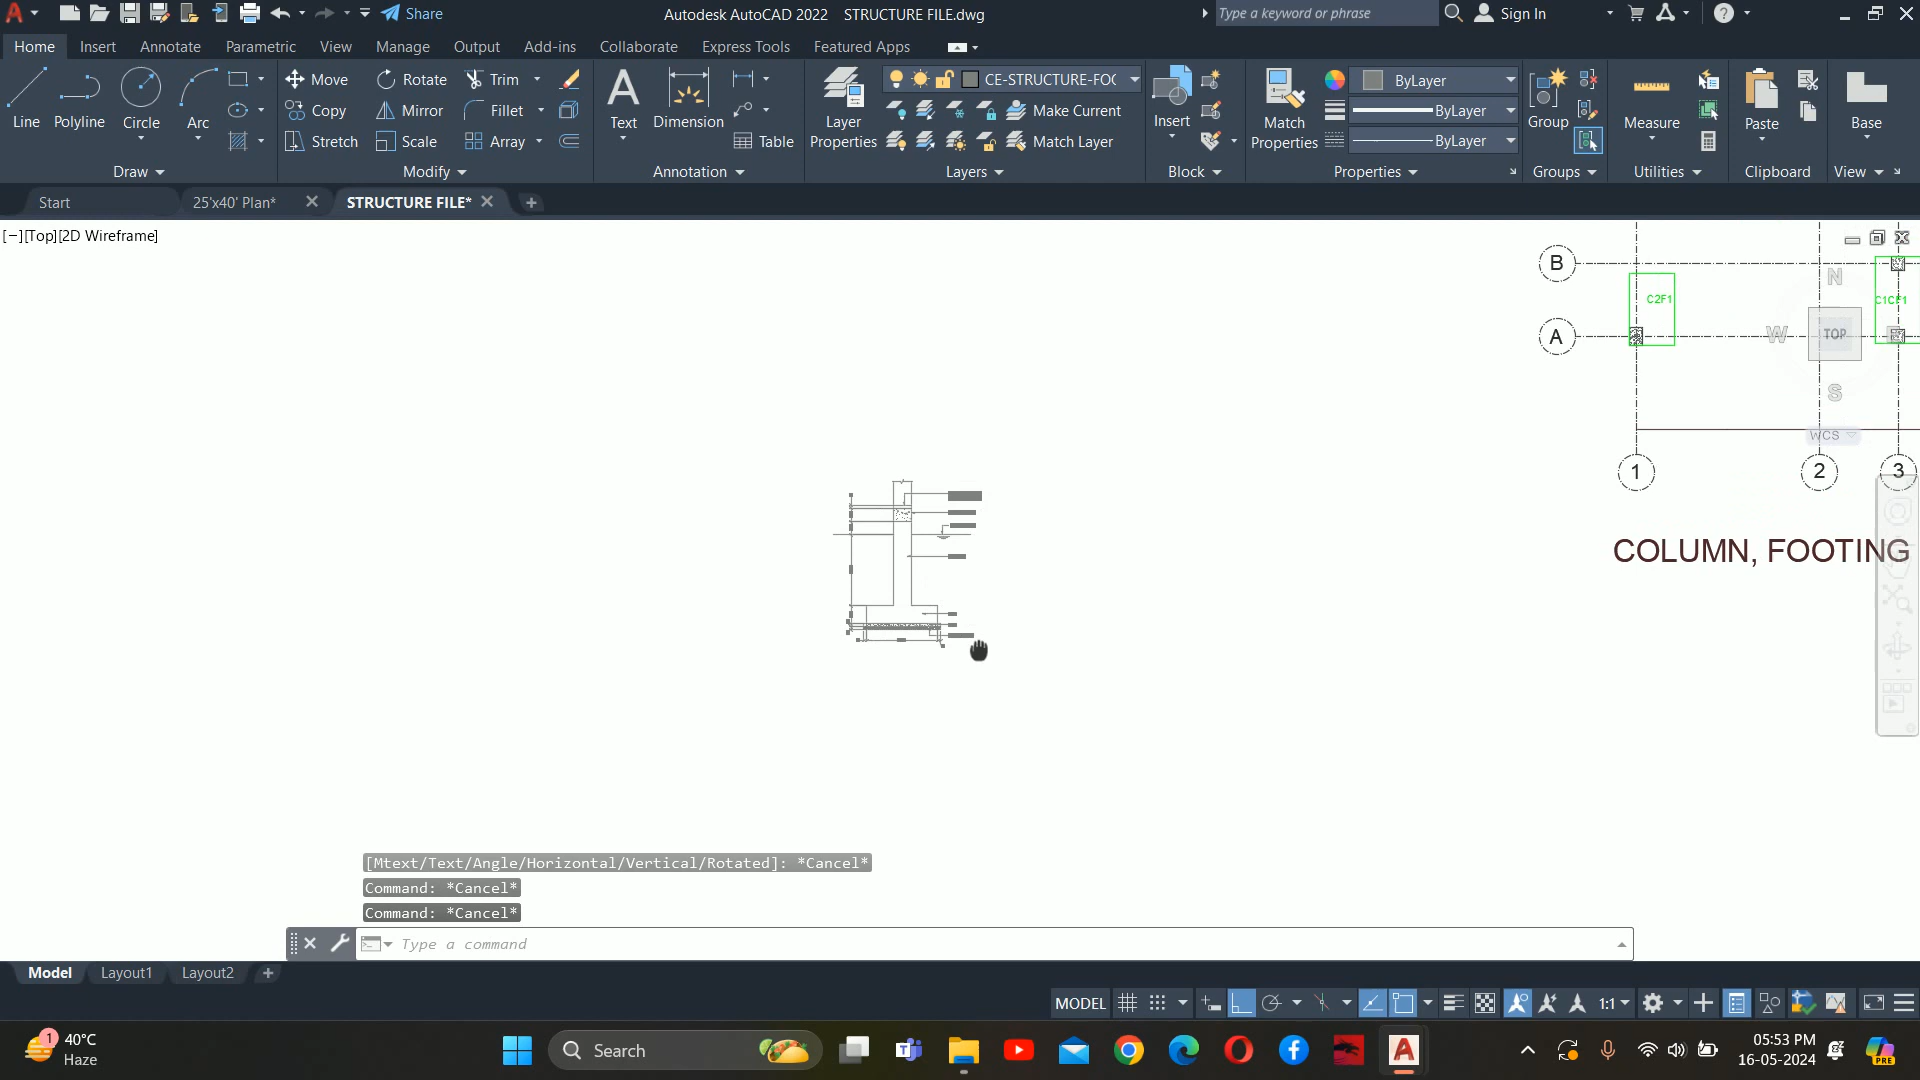 Share
Autodesk AutoCAD 2022 STRUCTURE FILE.dwg
Type a keyword or phrase
Sign In
Home Insert Annotate Parametric View Manage Output Add-ins Collaborate Express Tools Featured Apps
Line Polyline Circle Arc
Move Rotate Trim
Copy Mirror Fillet
Stretch Scale Array
Text Dimension Table
Layer Properties
CE-STRUCTURE-FOO
Make Current
Match Layer
Insert
Match Properties
ByLayer
ByLayer
ByLayer
Group
Measure
Paste
Base
Draw Modify Annotation Layers Block Properties Groups Utilities Clipboard View
Start 25'x40' Plan* STRUCTURE FILE*
[−][Top][2D Wireframe]
B
N
C2F1
C1CF1
A
W TOP E
S
WCS
1 2 3
COLUMN, FOOTING
[Mtext/Text/Angle/Horizontal/Vertical/Rotated]: *Cancel*
Command: *Cancel*
Command: *Cancel*
Type a command
Model Layout1 Layout2
MODEL 1:1
1
40°C
Haze
Search
05:53 PM
16-05-2024
PRE